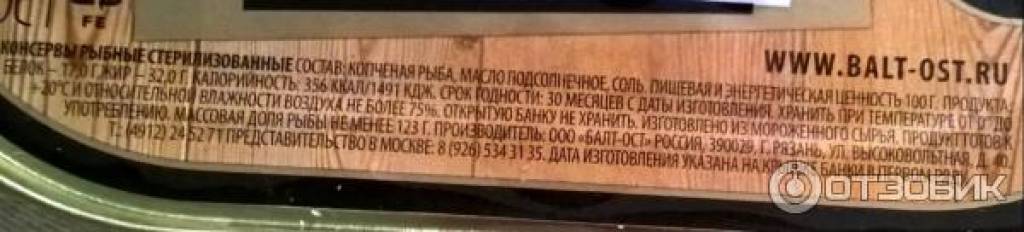 FE
WWW.BALT-OST.RU
КОНСЕРВЫ РЫБНЫЕ СТЕРИЛИЗОВАННЫЕ СОСТАВ: КОПЧЕНАЯ РЫБА, МАСЛО ПОДСОЛНЕЧНОЕ, СОЛЬ. ПИЩЕВАЯ И ЭНЕРГЕТИЧЕСКАЯ ЦЕННОСТЬ 100 Г. ПРОДУКТА:
БЕЛОК – 17,0 Г. ЖИР – 32,0 Г. КАЛОРИЙНОСТЬ: 356 ККАЛ/1491 КДЖ. СРОК ГОДНОСТИ: 30 МЕСЯЦЕВ С ДАТЫ ИЗГОТОВЛЕНИЯ. ХРАНИТЬ ПРИ ТЕМПЕРАТУРЕ ОТ 0° ДО
+20°С И ОТНОСИТЕЛЬНОЙ ВЛАЖНОСТИ ВОЗДУХА НЕ БОЛЕЕ 75%. ОТКРЫТУЮ БАНКУ НЕ ХРАНИТЬ. ИЗГОТОВЛЕНО ИЗ МОРОЖЕННОГО СЫРЬЯ. ПРОДУКТ ГОТОВ К
УПОТРЕБЛЕНИЮ. МАССОВАЯ ДОЛЯ РЫБЫ НЕ МЕНЕЕ 123 Г. ПРОИЗВОДИТЕЛЬ: ООО «БАЛТ-ОСТ» РОССИЯ, 390029, Г. РЯЗАНЬ, УЛ. ВЫСОКОВОЛЬТНАЯ, Д. 40.
Т.: (4912) 24 52 71 ПРЕДСТАВИТЕЛЬСТВО В МОСКВЕ: 8 (926) 534 31 35. ДАТА ИЗГОТОВЛЕНИЯ УКАЗАНА НА БАНКИ В ПЕРВОМ
ОТЗОВИК